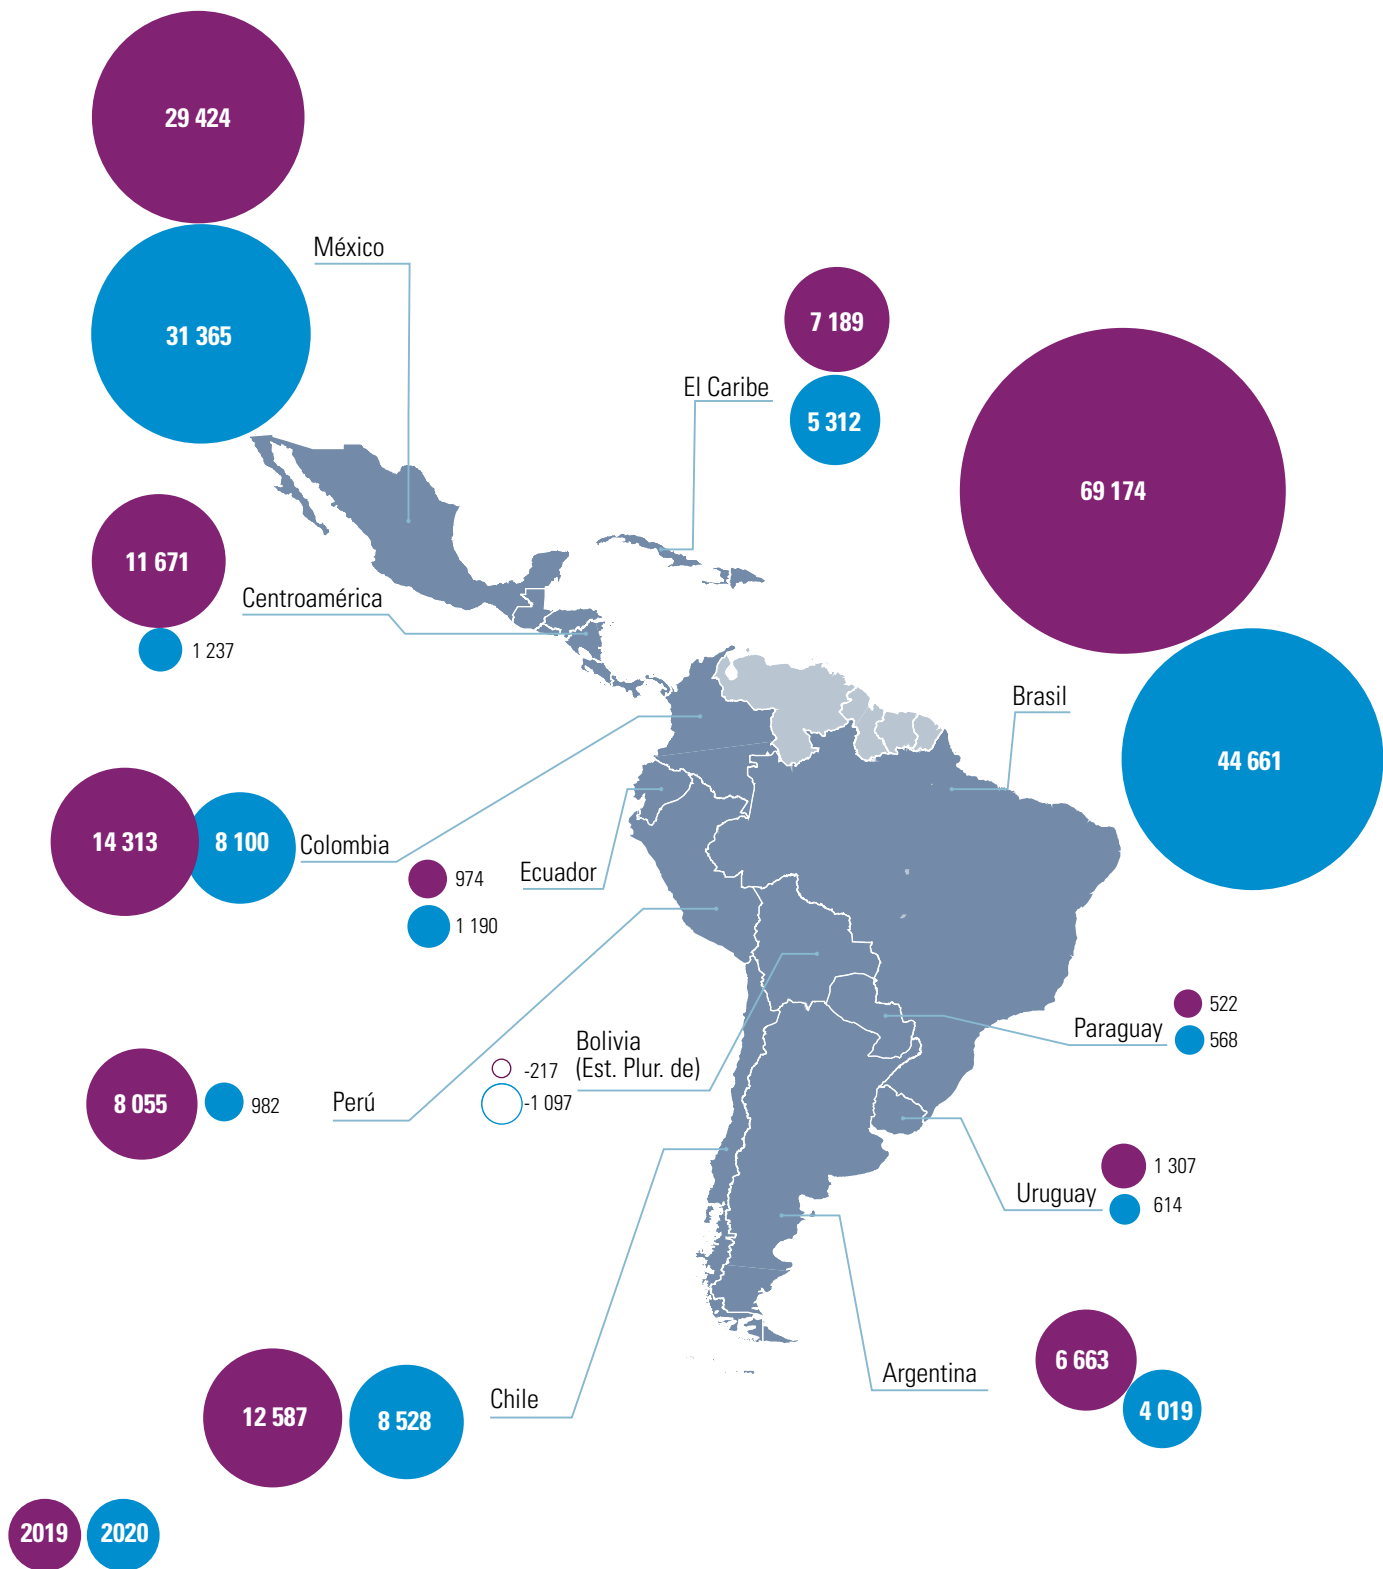 29 424
México
31 365
7 189
El Caribe
5 312
69 174
11 671
Centroamérica
1 237
Brasil
44 661
14 313
8 100
Colombia
974
Ecuador
1 190
522
Paraguay
568
Bolivia
(Est. Plur. de)
-217
-1 097
8 055
982
Perú
1 307
Uruguay
614
6 663
Argentina
4 019
12 587
8 528
Chile
2019
2020